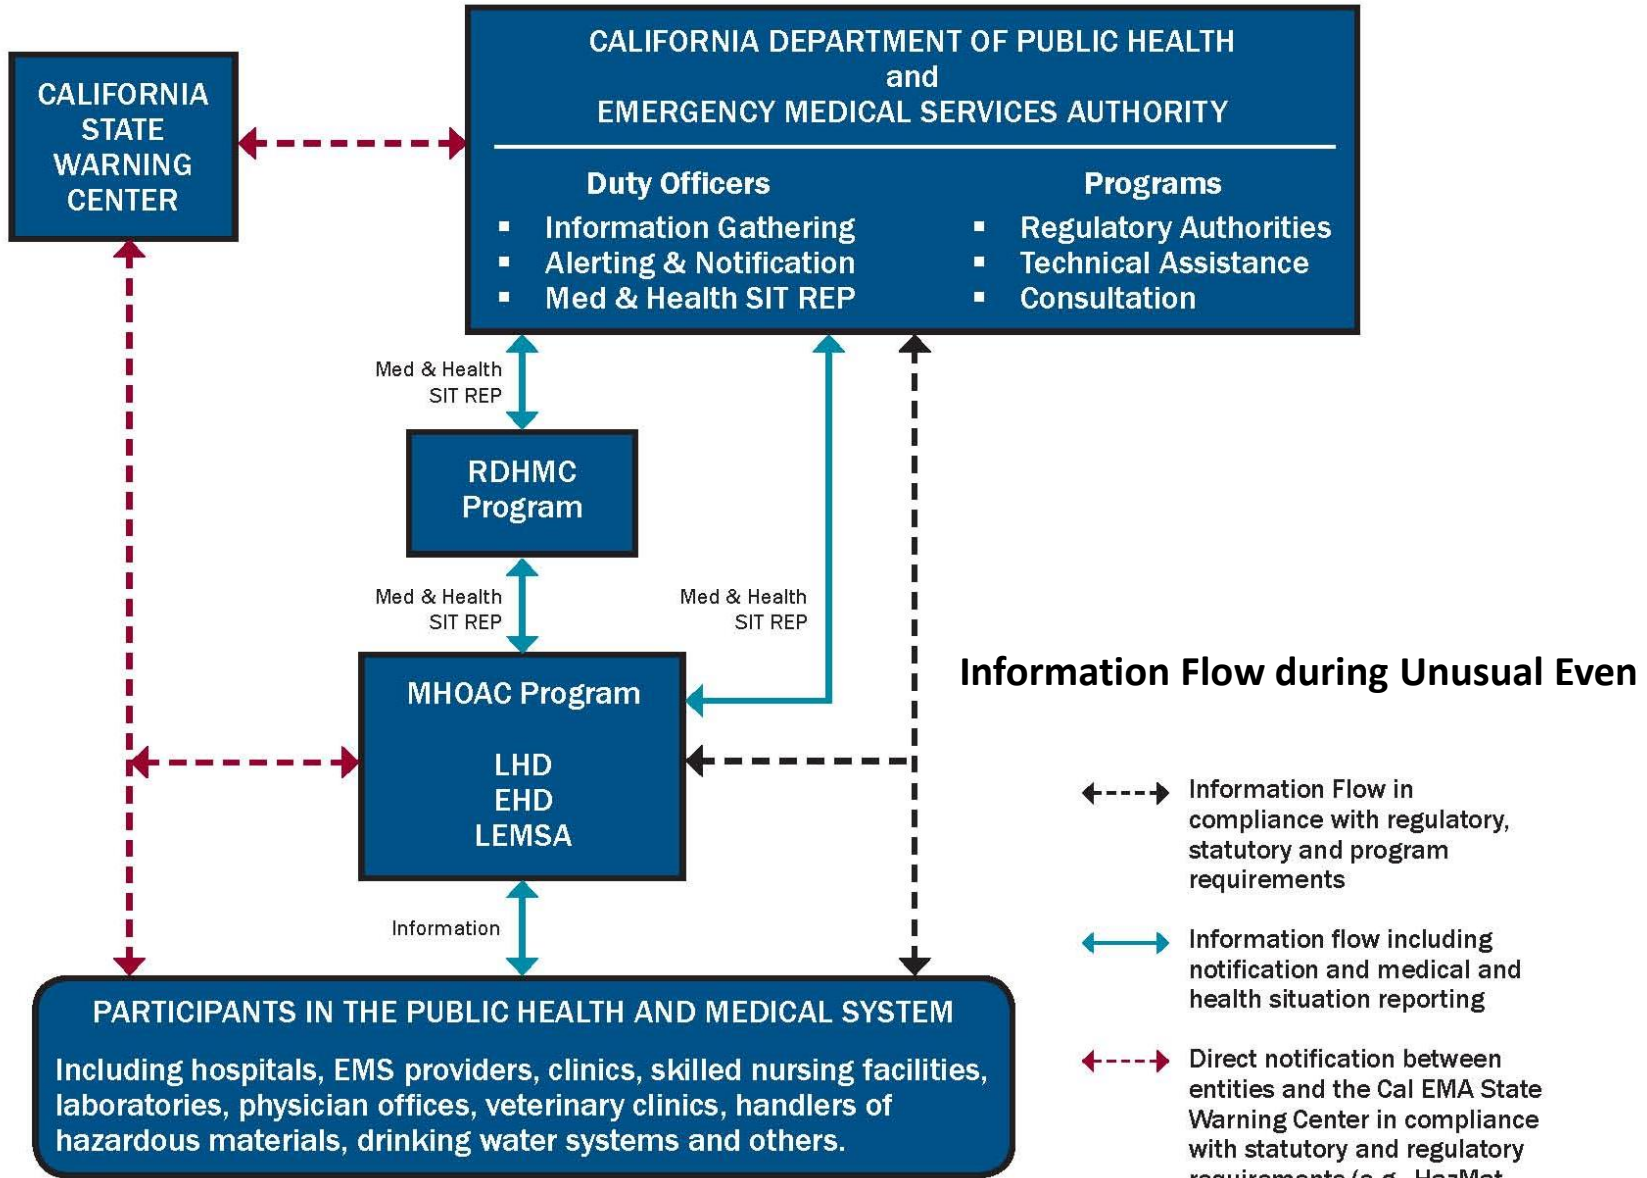 CALIFORNIA
STATE
WARNING
CENTER
CALIFORNIA DEPARTMENT OF PUBLIC HEALTH
and
EMERGENCY MEDICAL SERVICES AUTHORITY
Duty Officers
▪ Information Gathering
▪ Alerting & Notification
▪ Med & Health SIT REP
Programs
▪ Regulatory Authorities
▪ Technical Assistance
▪ Consultation
Med & Health
SIT REP
RDHMC
Program
Med & Health
SIT REP
Med & Health
SIT REP
MHOAC Program
LHD
EHD
LEMSA
Information
PARTICIPANTS IN THE PUBLIC HEALTH AND MEDICAL SYSTEM
Including hospitals, EMS providers, clinics, skilled nursing facilities,
laboratories, physician offices, veterinary clinics, handlers of
hazardous materials, drinking water systems and others.
Information Flow during Unusual Even
Information Flow in
compliance with regulatory,
statutory and program
requirements
Information flow including
notification and medical and
health situation reporting
Direct notification between
entities and the Cal EMA State
Warning Center in compliance
with statutory and regulatory
requirements (e.g., HazMat